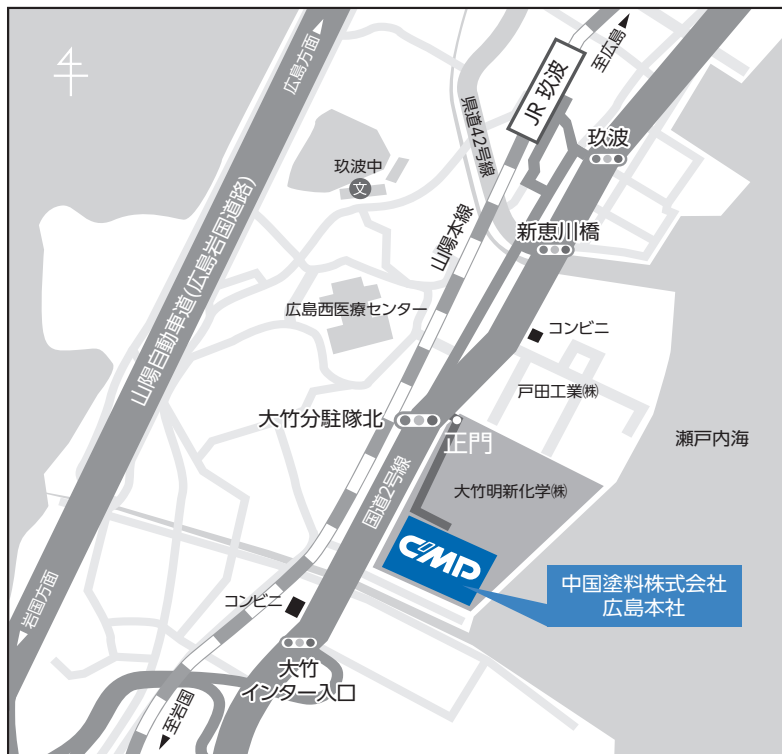 至広島
広島方面
JR 玖波
県道42号線
玖波
玖波中
文
山陽本線
新恵川橋
山陽自動車道(広島岩国道路)
広島西医療センター
コンビニ
戸田工業㈱
大竹分駐隊北
正門
瀬戸内海
国道2号線
大竹明新化学㈱
CMP
中国塗料株式会社
広島本社
岩国方面
コンビニ
大竹
インター入口
至岩国